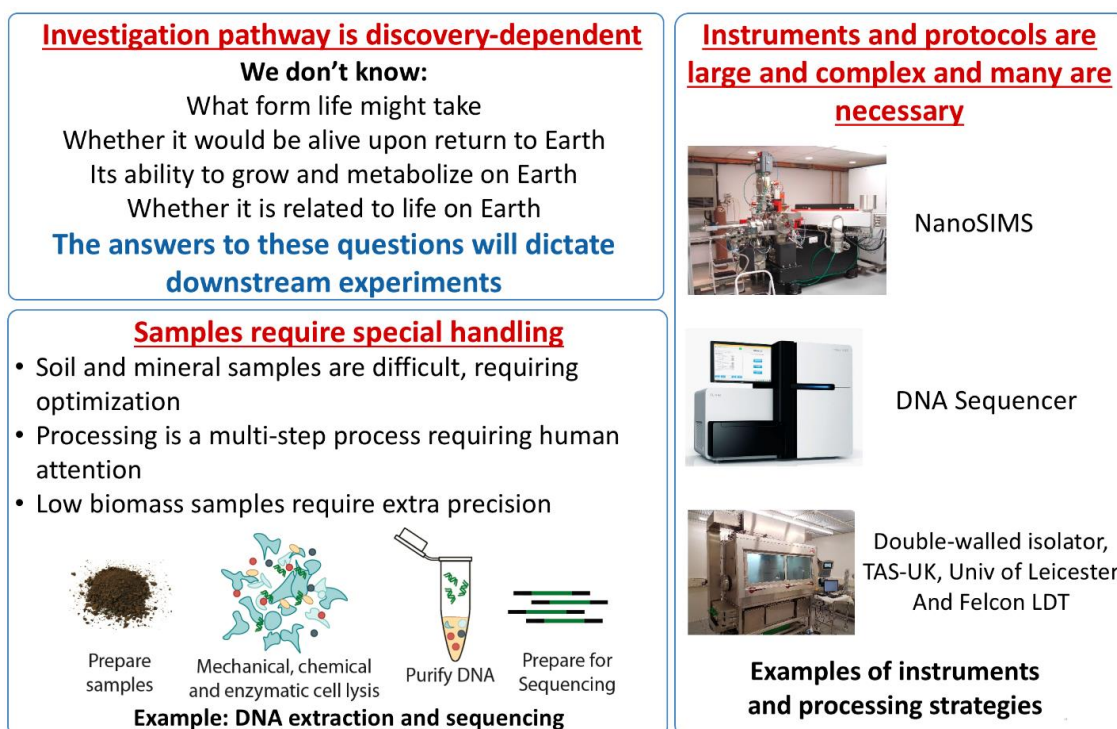 Investigation pathway is discovery-dependent
We don't know:
What form life might take
Whether it would be alive upon return to Earth
Its ability to grow and metabolize on Earth
Whether it is related to life on Earth
The answers to these questions will dictate
downstream experiments
Samples require special handling
• Soil and mineral samples are difficult, requiring
optimization
• Processing is a multi-step process requiring human
attention
• Low biomass samples require extra precision
Prepare
samples
Mechanical, chemical
and enzymatic cell lysis
Purify DNA
Prepare for
Sequencing
Example: DNA extraction and sequencing
Instruments and protocols are
large and complex and many are
necessary
NanoSIMS
DNA Sequencer
Double-walled isolator,
TAS-UK, Univ of Leicester
And Felcon LDT
Examples of instruments
and processing strategies